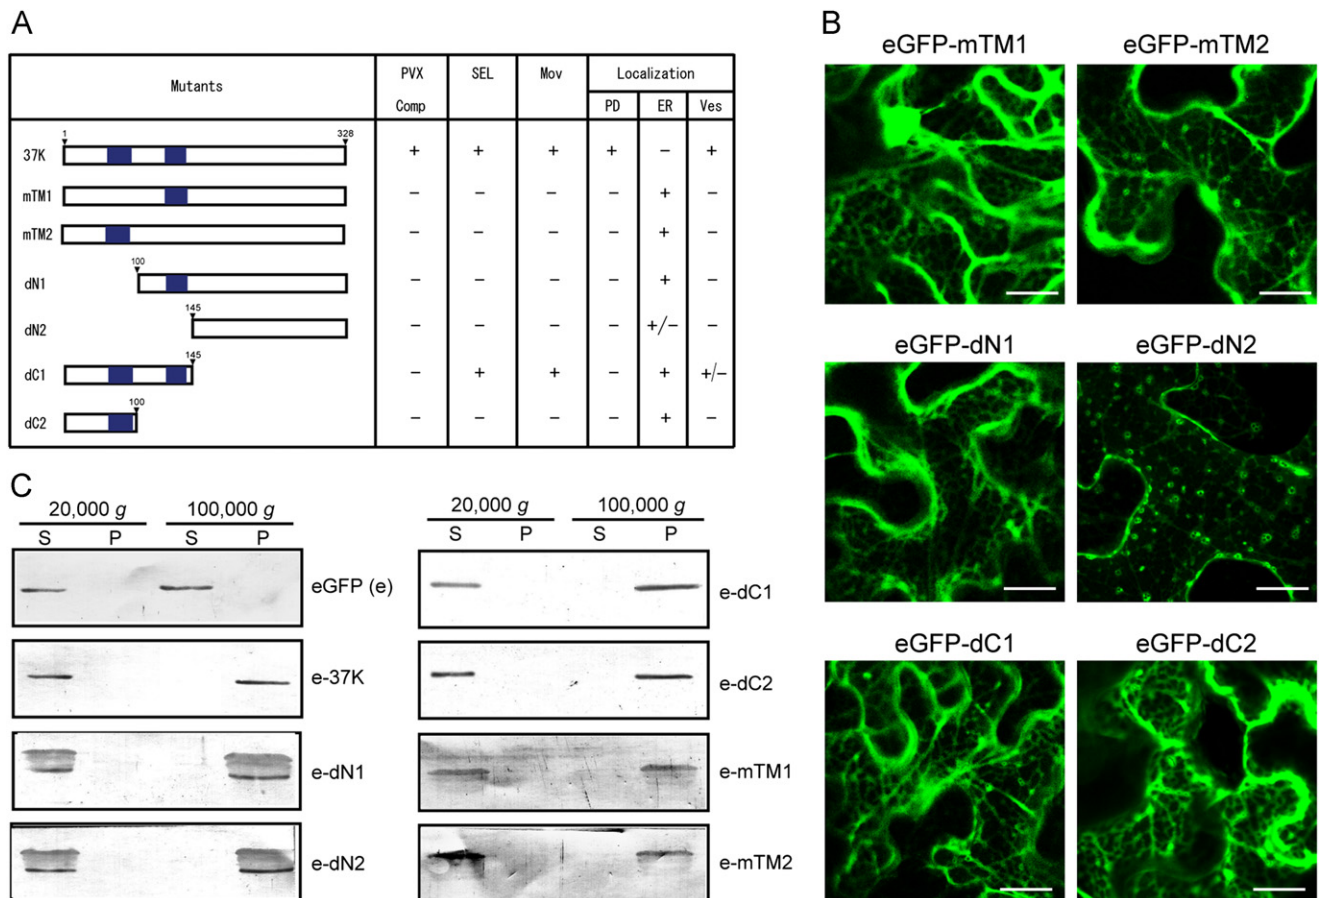 A
Mutants PVX Comp SEL Mov Localization
PD ER Ves
1 328
37K + + + + − +
mTM1 − − − − + −
mTM2 − − − − + −
100
dN1 − − − − + −
145
dN2 − − − − +/− −
145
dC1 − + + − + +/−
100
dC2 − − − − + −
B
eGFP-mTM1 eGFP-mTM2
eGFP-dN1 eGFP-dN2
eGFP-dC1 eGFP-dC2
C
20,000 g 100,000 g
S P S P
eGFP (e)
e-37K
e-dN1
e-dN2
20,000 g 100,000 g
S P S P
e-dC1
e-dC2
e-mTM1
e-mTM2